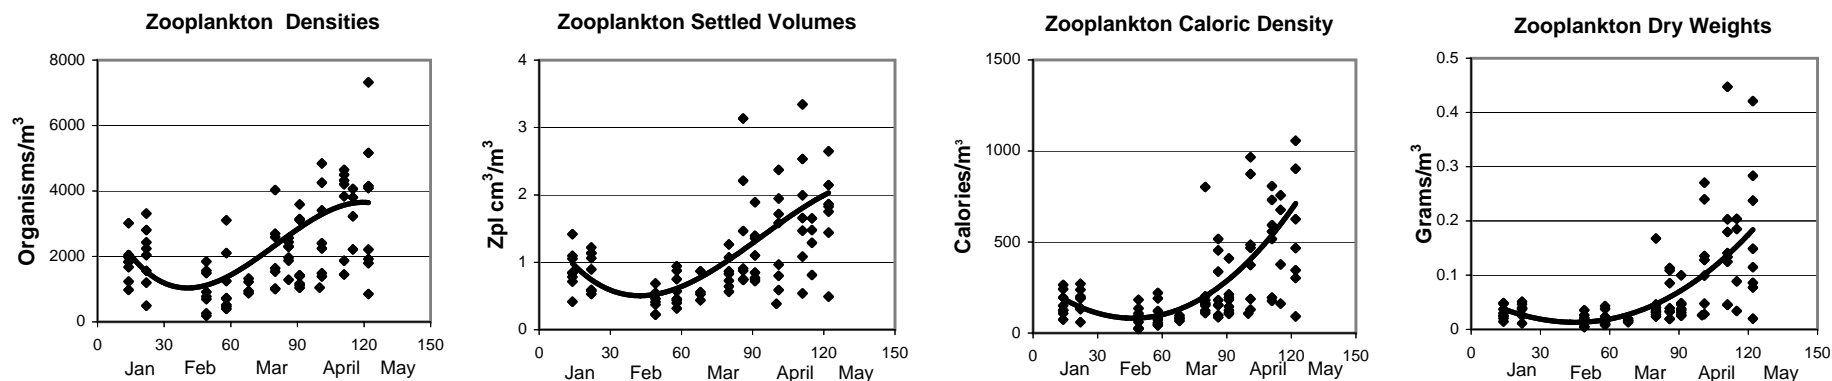 Zooplankton Densities
Organisms/m³
8000
6000
4000
2000
0
0 30 60 90 120 150
Jan Feb Mar April May
Zooplankton Settled Volumes
Zpl cm³/m³
4
3
2
1
0
0 30 60 90 120 150
Jan Feb Mar April May
Zooplankton Caloric Density
Calories/m³
1500
1000
500
0
0 30 60 90 120 150
Jan Feb Mar April May
Zooplankton Dry Weights
Grams/m³
0.5
0.4
0.3
0.2
0.1
0
0 30 60 90 120 150
Jan Feb Mar April May